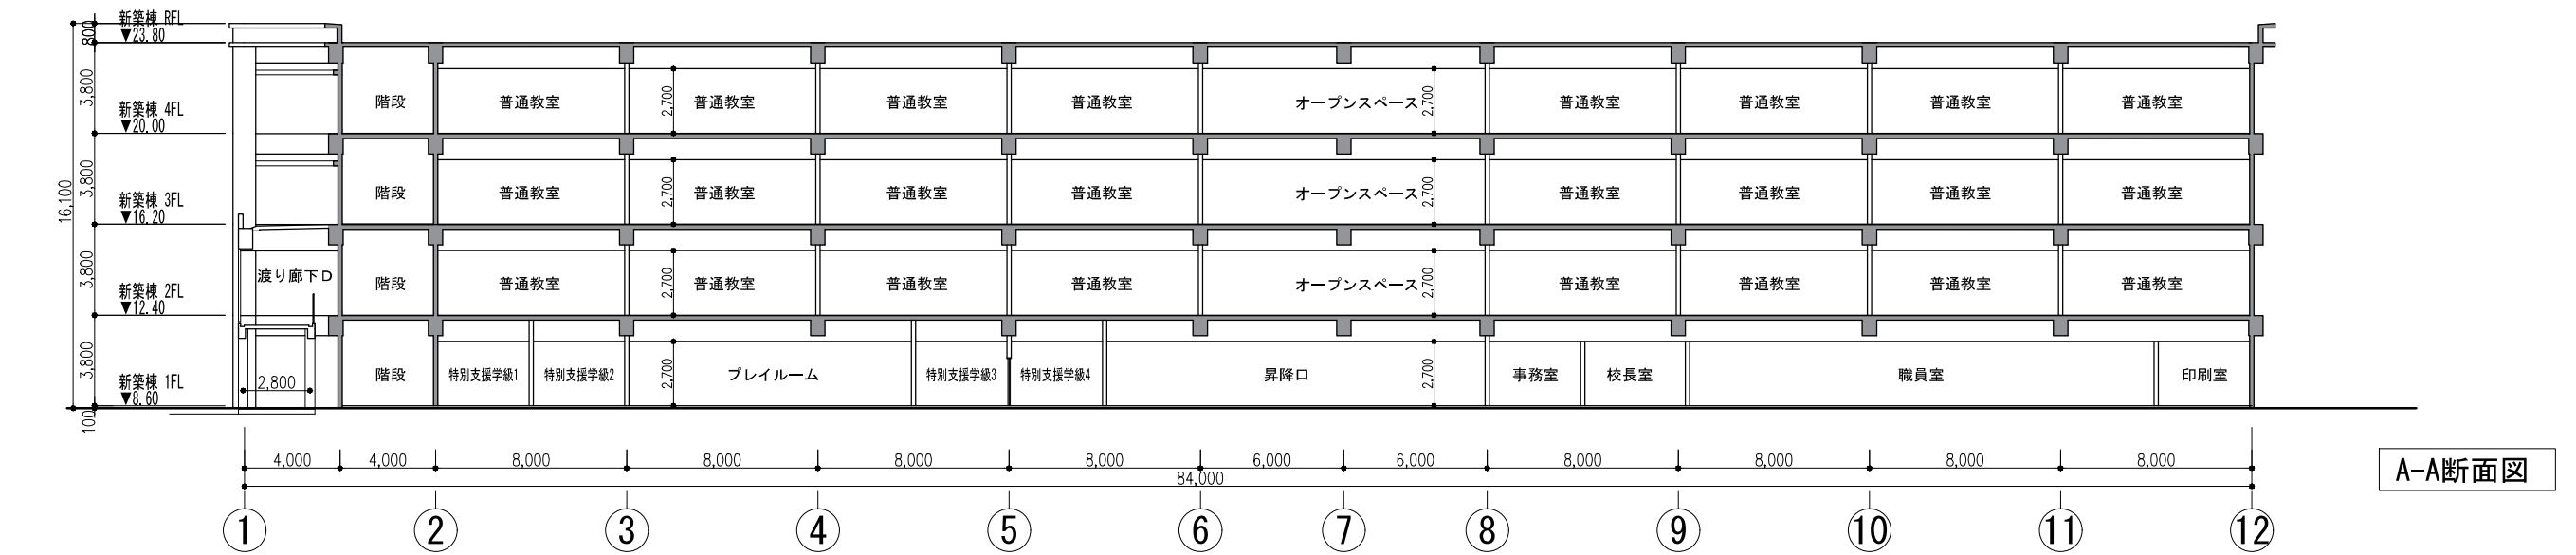 新築棟 RFL
▼23.80
800
3,800
新築棟 4FL
▼20.00
階段 普通教室 2,700 普通教室 普通教室 普通教室 オープンスペース 2,700 普通教室 普通教室 普通教室 普通教室
3,800
16,100
新築棟 3FL
▼16.20
階段 普通教室 2,700 普通教室 普通教室 普通教室 オープンスペース 2,700 普通教室 普通教室 普通教室 普通教室
3,800
新築棟 2FL
▼12.40
渡り廊下D 階段 普通教室 2,700 普通教室 普通教室 普通教室 オープンスペース 2,700 普通教室 普通教室 普通教室 普通教室
3,800
新築棟 1FL
▼8.60
100
2,800 階段 特別支援学級1 特別支援学級2 2,700 プレイルーム 特別支援学級3 特別支援学級4 昇降口 2,700 事務室 校長室 職員室 印刷室
4,000 4,000 8,000 8,000 8,000 8,000 6,000 6,000 8,000 8,000 8,000 8,000
84,000
1 2 3 4 5 6 7 8 9 10 11 12
A-A断面図